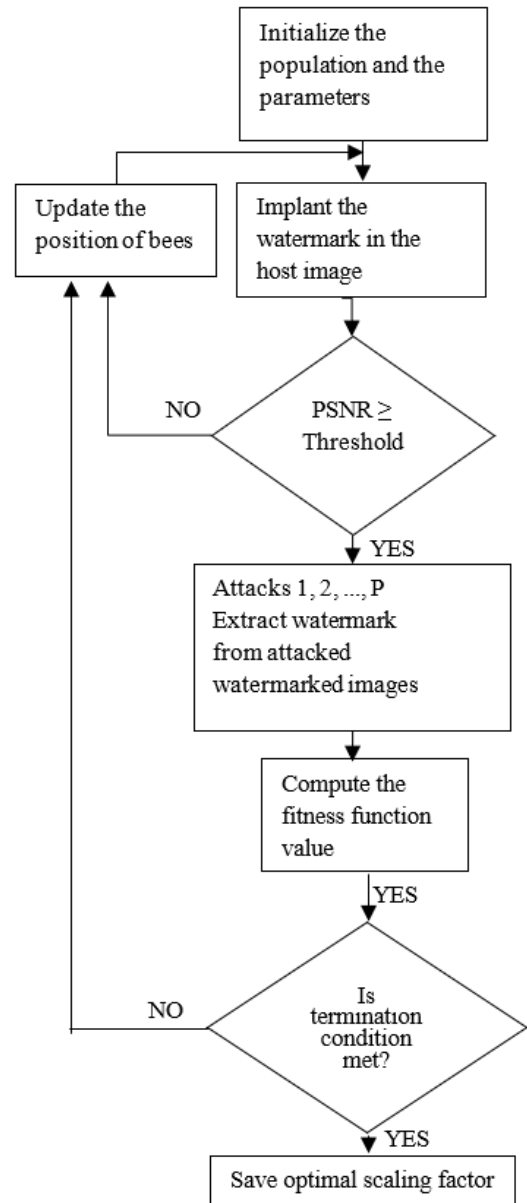 Initialize the
population and the
parameters
Update the
position of bees
Implant the
watermark in the
host image
NO
PSNR ≥
Threshold
YES
Attacks 1, 2, ..., P
Extract watermark
from attacked
watermarked images
Compute the
fitness function
value
YES
NO
Is
termination
condition
met?
YES
Save optimal scaling factor